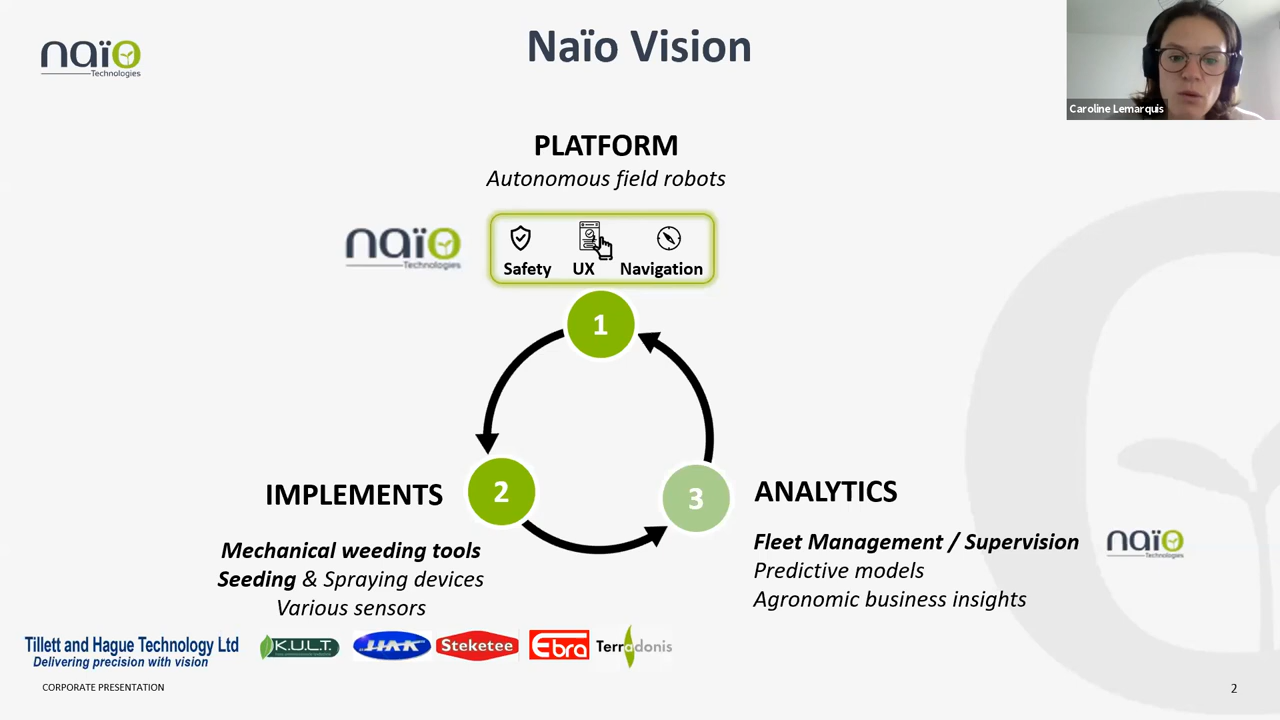 naïo
Technologies
Naïo Vision
Caroline Lemarquis
PLATFORM
Autonomous field robots
naïo
Technologies
Safety UX Navigation
1
2
3
IMPLEMENTS
Mechanical weeding tools
Seeding & Spraying devices
Various sensors
ANALYTICS
Fleet Management / Supervision
Predictive models
Agronomic business insights
naïo
Technologies
Tillett and Hague Technology Ltd
Delivering precision with vision
K.U.L.T.
HAK
Steketee
Ebra
Terradonis
CORPORATE PRESENTATION
2